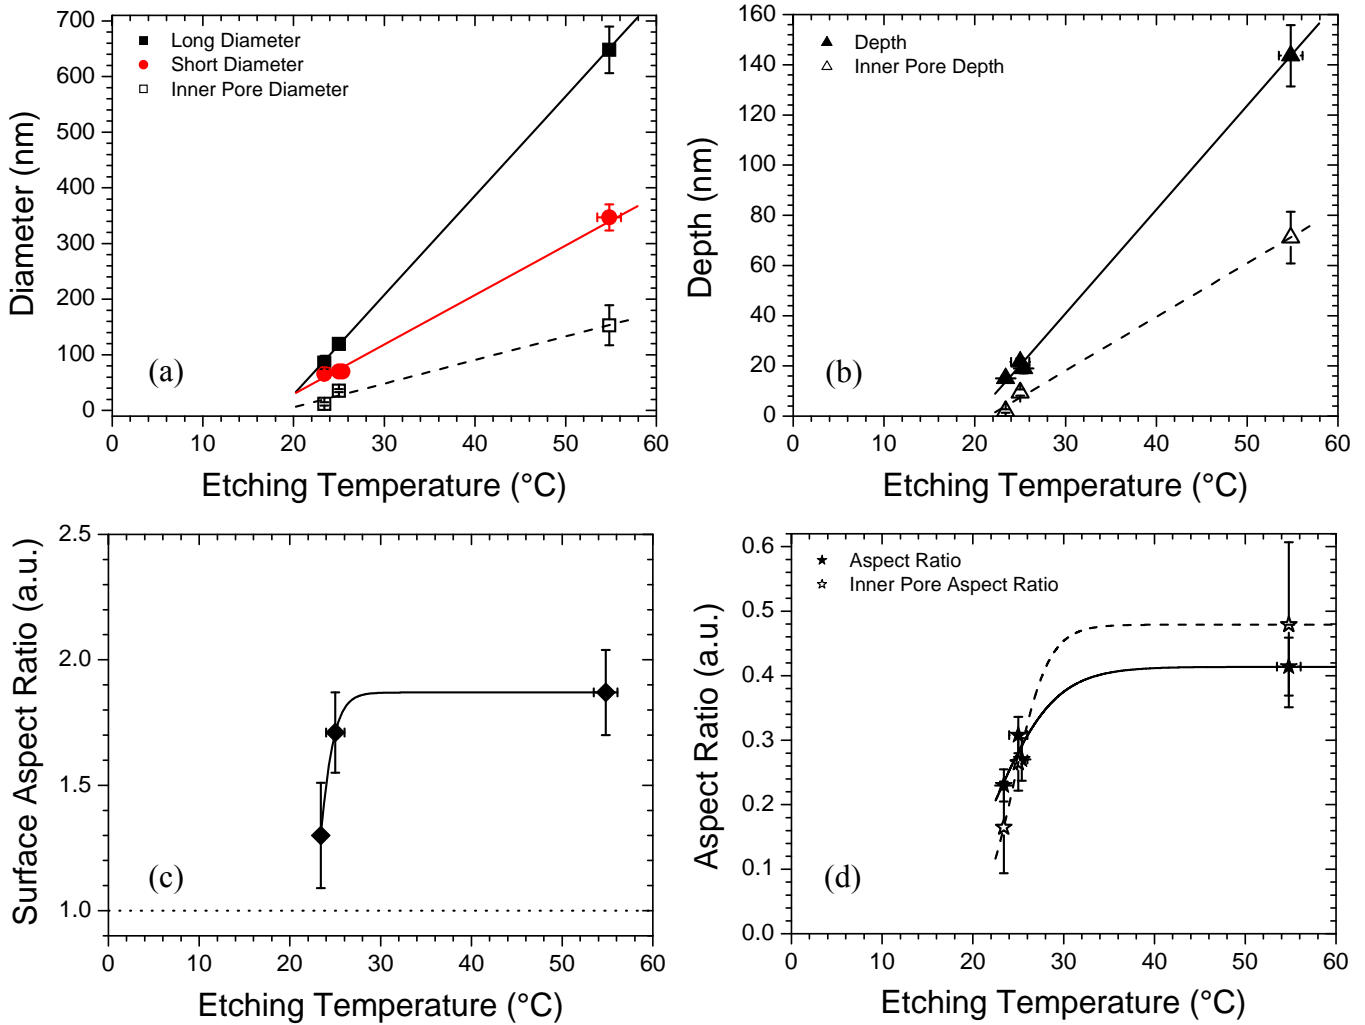 700
600
500
400
300
200
100
0
Diameter (nm)
Long Diameter
Short Diameter
Inner Pore Diameter
(a)
0 10 20 30 40 50 60
Etching Temperature (°C)
160
140
120
100
80
60
40
20
0
Depth (nm)
Depth
Inner Pore Depth
(b)
0 10 20 30 40 50 60
Etching Temperature (°C)
2.5
2.0
1.5
1.0
Surface Aspect Ratio (a.u.)
(c)
0 10 20 30 40 50 60
Etching Temperature (°C)
0.6
0.5
0.4
0.3
0.2
0.1
0.0
Aspect Ratio (a.u.)
Aspect Ratio
Inner Pore Aspect Ratio
(d)
0 10 20 30 40 50 60
Etching Temperature (°C)